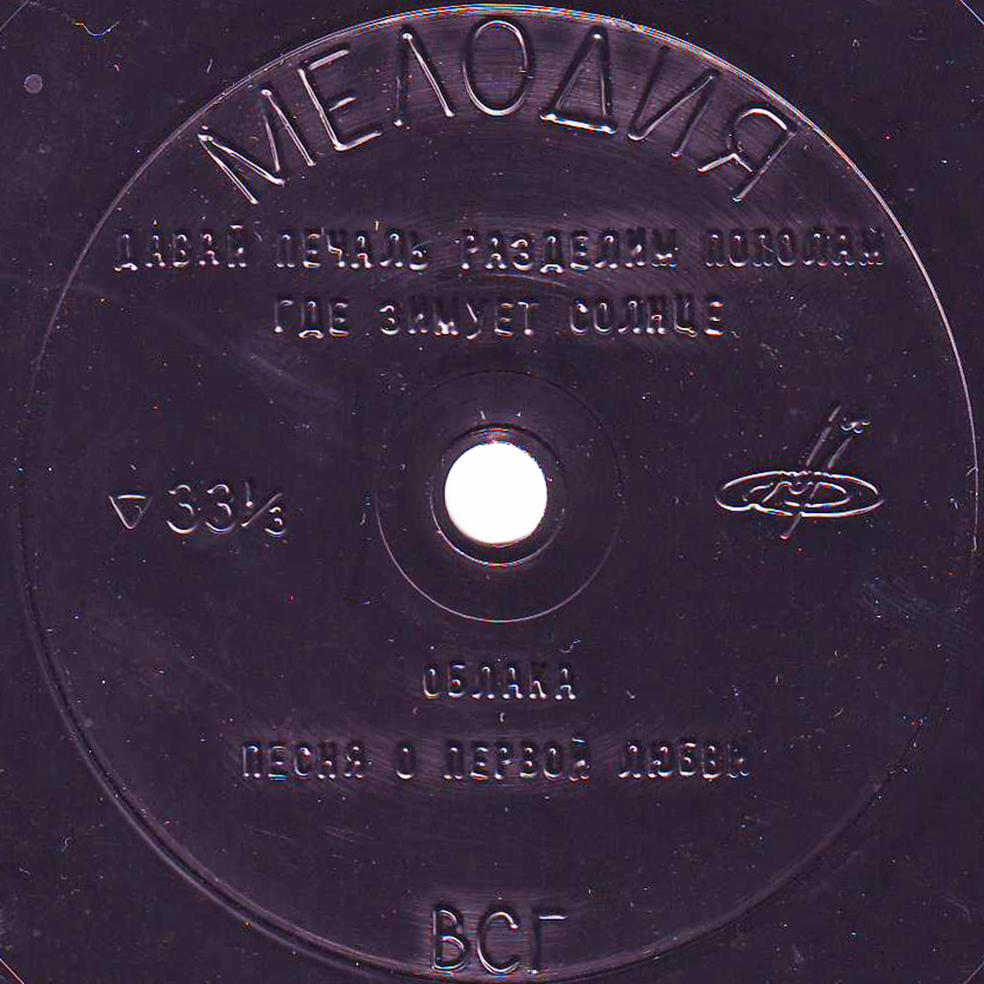 МЕЛОДИЯ
ДАВАЙ ПЕЧАЛЬ РАЗДЕЛИМ ПОПОЛАМ
ГДЕ ЗИМУЕТ СОЛНЦЕ
▽ 33⅓
ОБЛАКА
ПЕСНЯ О ПЕРВОЙ ЛЮБВИ
ВСГ